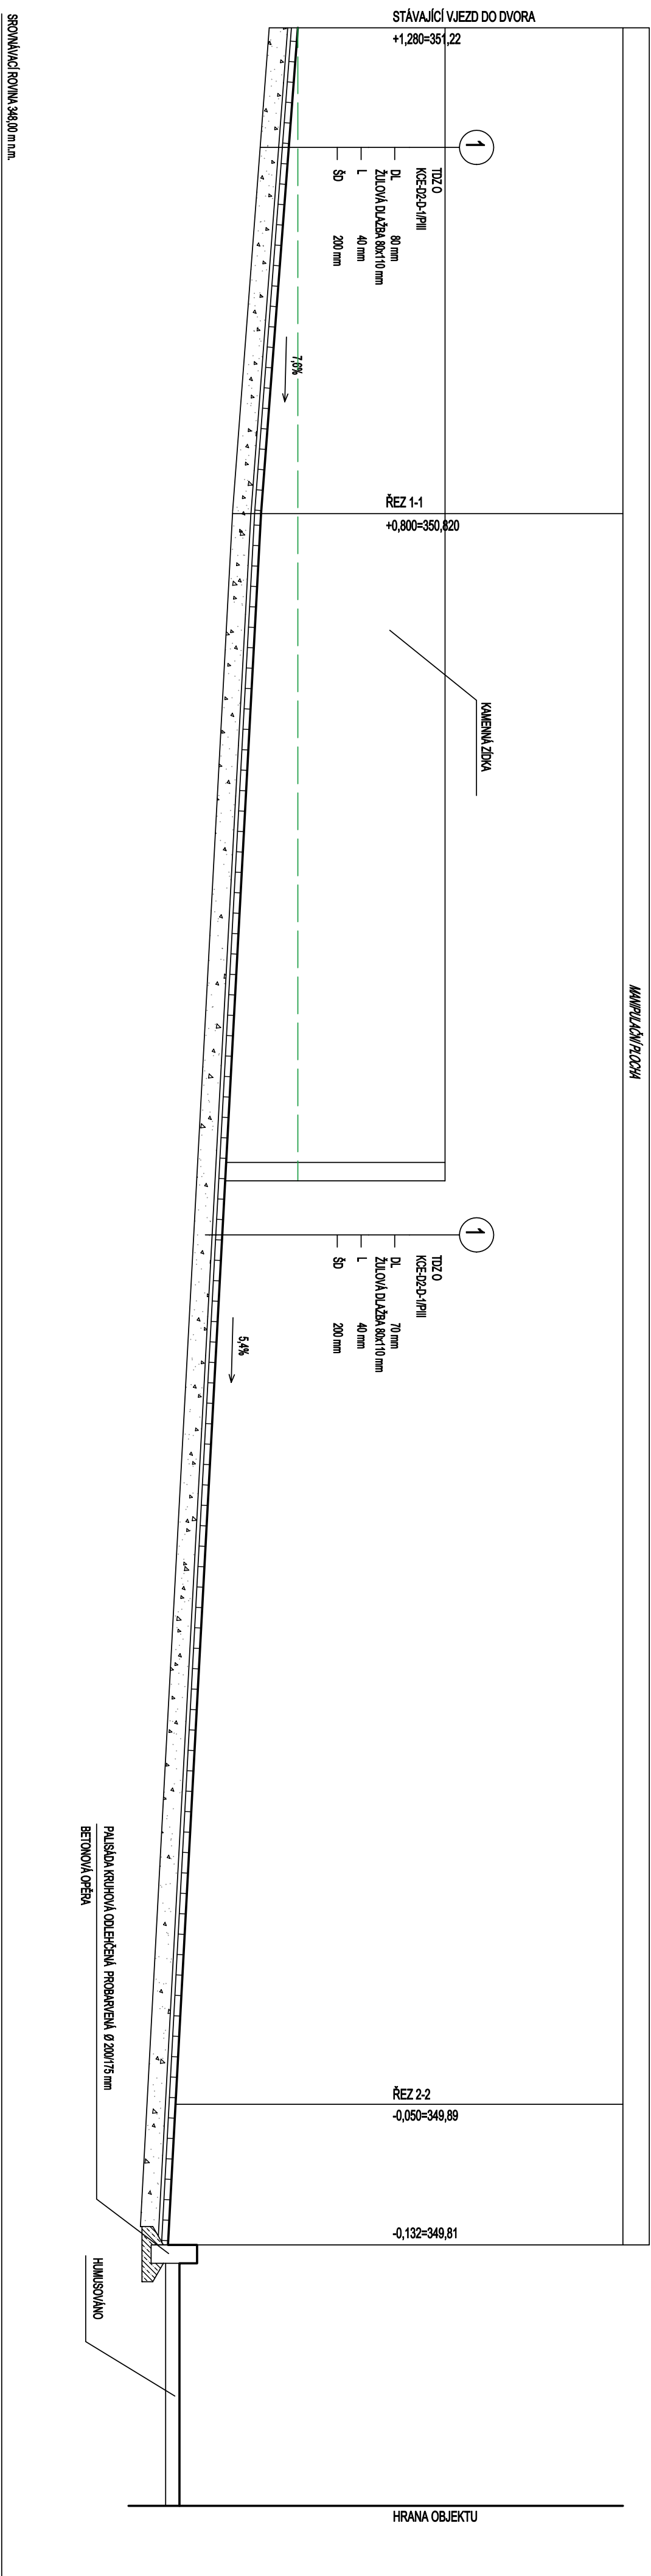 STÁVAJÍCÍ VJEZD DO DVORA
+1,280=351,22
SROVNÁVACÍ ROVINA 348,00 m n.m.
1
TDZ O
KCE-D2-D-1/PIII
DL 80 mm
ŽULOVÁ DLAŽBA 80x110 mm
L 40 mm
ŠD 200 mm
7,6%
ŘEZ 1-1
+0,800=350,820
KAMENNÁ ZÍDKA
MANIPULAČNÍ PLOCHA
1
TDZ O
KCE-D2-D-1/PIII
DL 70 mm
ŽULOVÁ DLAŽBA 80x110 mm
L 40 mm
ŠD 200 mm
5,4%
PALISÁDA KRUHOVÁ ODLEHČENÁ PROBARVENÁ Ø 200/175 mm
BETONOVÁ OPĚRA
ŘEZ 2-2
-0,050=349,89
-0,132=349,81
HUMUSOVÁNO
HRANA OBJEKTU